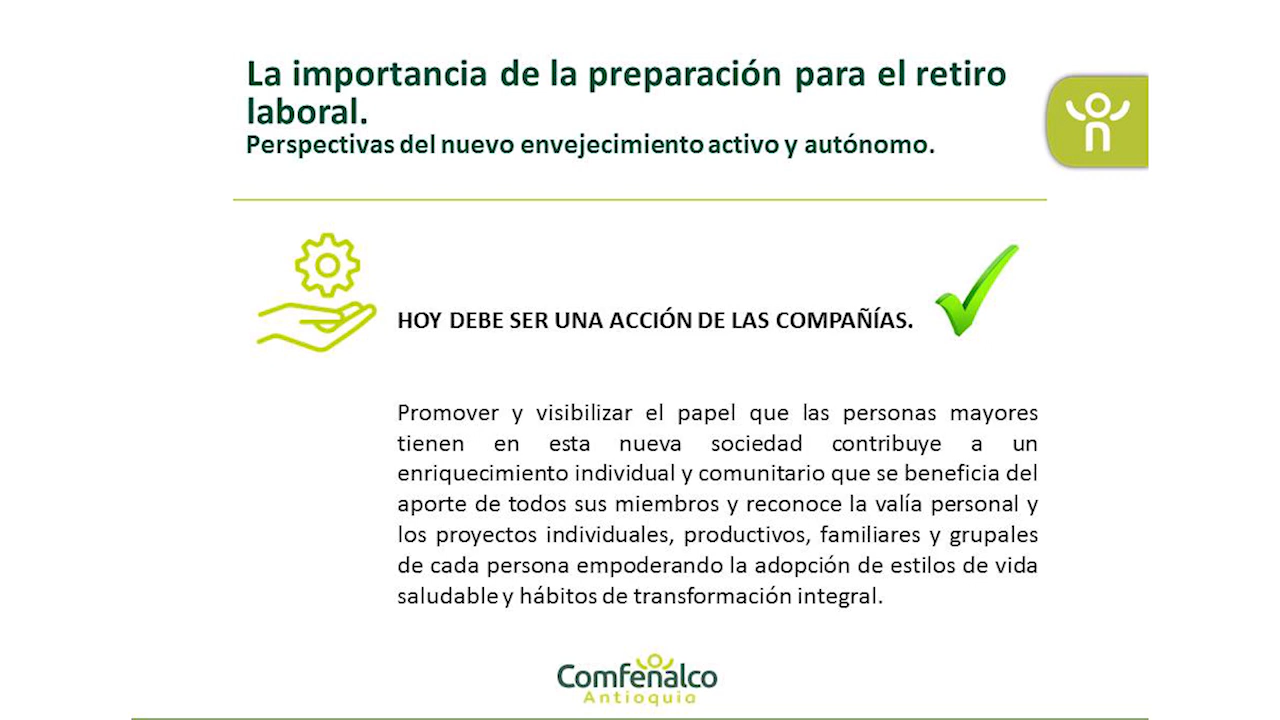 La importancia de la preparación para el retiro
laboral.
Perspectivas del nuevo envejecimiento activo y autónomo.
HOY DEBE SER UNA ACCIÓN DE LAS COMPAÑÍAS.
Promover y visibilizar el papel que las personas mayores
tienen en esta nueva sociedad contribuye a un
enriquecimiento individual y comunitario que se beneficia del
aporte de todos sus miembros y reconoce la valía personal y
los proyectos individuales, productivos, familiares y grupales
de cada persona empoderando la adopción de estilos de vida
saludable y hábitos de transformación integral.
Comfenalco
Antioquia